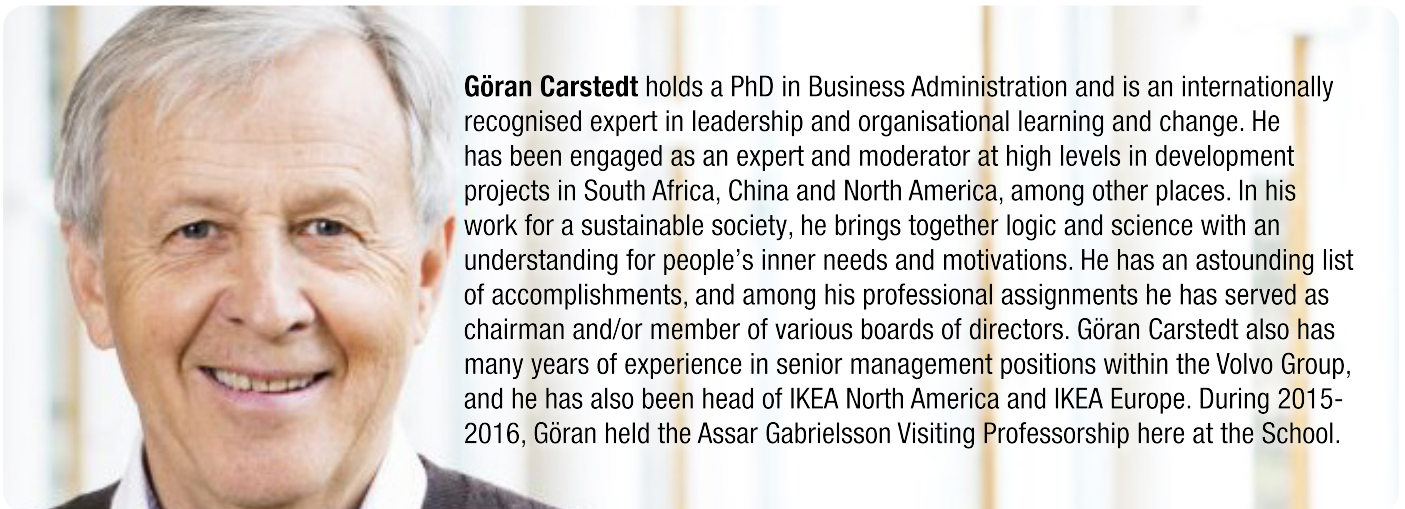 Göran Carstedt holds a PhD in Business Administration and is an internationally
recognised expert in leadership and organisational learning and change. He
has been engaged as an expert and moderator at high levels in development
projects in South Africa, China and North America, among other places. In his
work for a sustainable society, he brings together logic and science with an
understanding for people’s inner needs and motivations. He has an astounding list
of accomplishments, and among his professional assignments he has served as
chairman and/or member of various boards of directors. Göran Carstedt also has
many years of experience in senior management positions within the Volvo Group,
and he has also been head of IKEA North America and IKEA Europe. During 2015-
2016, Göran held the Assar Gabrielsson Visiting Professorship here at the School.